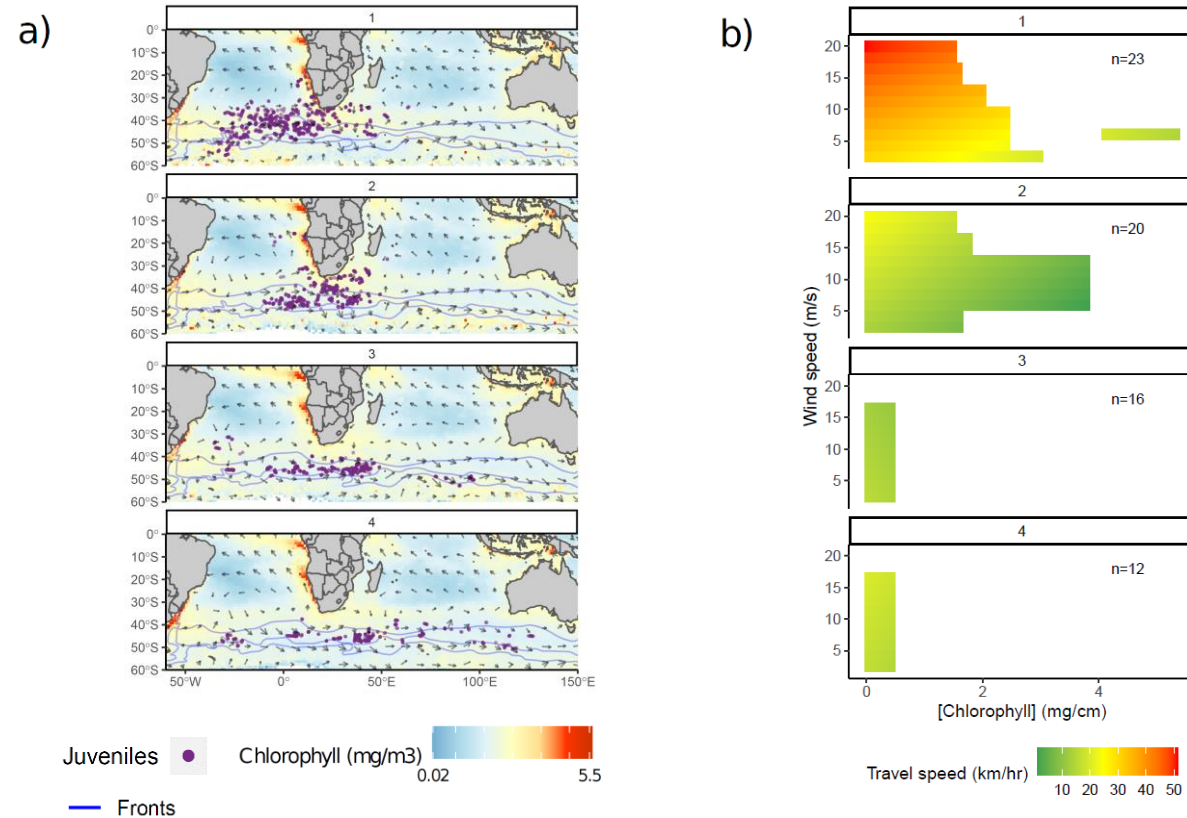 a)
1
0°
10°S
20°S
30°S
40°S
50°S
60°S
2
0°
10°S
20°S
30°S
40°S
50°S
60°S
3
0°
10°S
20°S
30°S
40°S
50°S
60°S
4
0°
10°S
20°S
30°S
40°S
50°S
60°S
50°W 0° 50°E 100°E 150°E
Juveniles Chlorophyll (mg/m3)
0.02 5.5
Fronts
b)
1
n=23
20
15
10
5
2
n=20
20
15
10
5
3
n=16
20
15
10
5
4
n=12
20
15
10
5
Wind speed (m/s)
0 2 4
[Chlorophyll] (mg/cm)
Travel speed (km/hr)
10 20 30 40 50